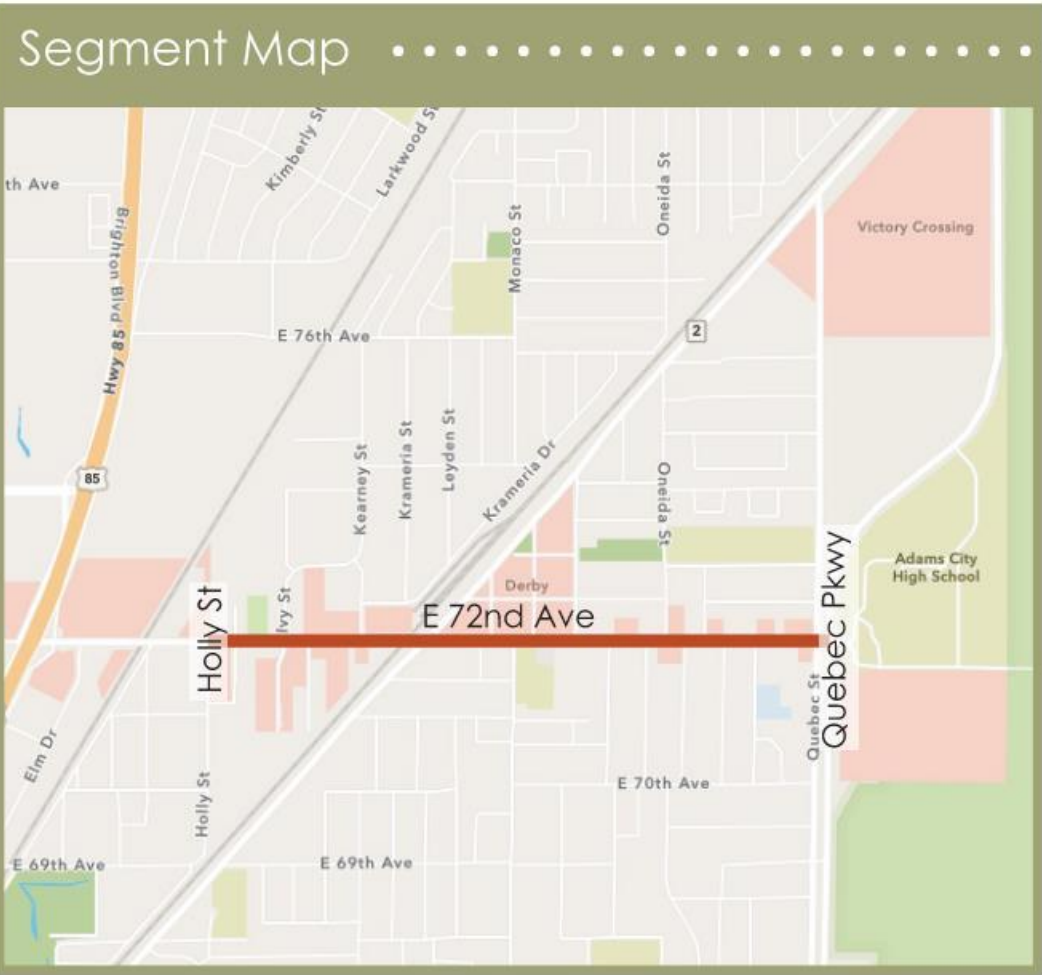 Segment Map
Kimberly St
Larkwood St
th Ave
Oneida St
Brighton Blvd
Hwy 85
Monaco St
Victory Crossing
E 76th Ave
2
85
Kearney St
Krameria St
Leyden St
Krameria Dr
Oneida St
Adams City
High School
Derby
Ivy St
Holly St
E 72nd Ave
Quebec Pkwy
Quebec St
Elm Dr
Holly St
E 70th Ave
E 69th Ave
E 69th Ave